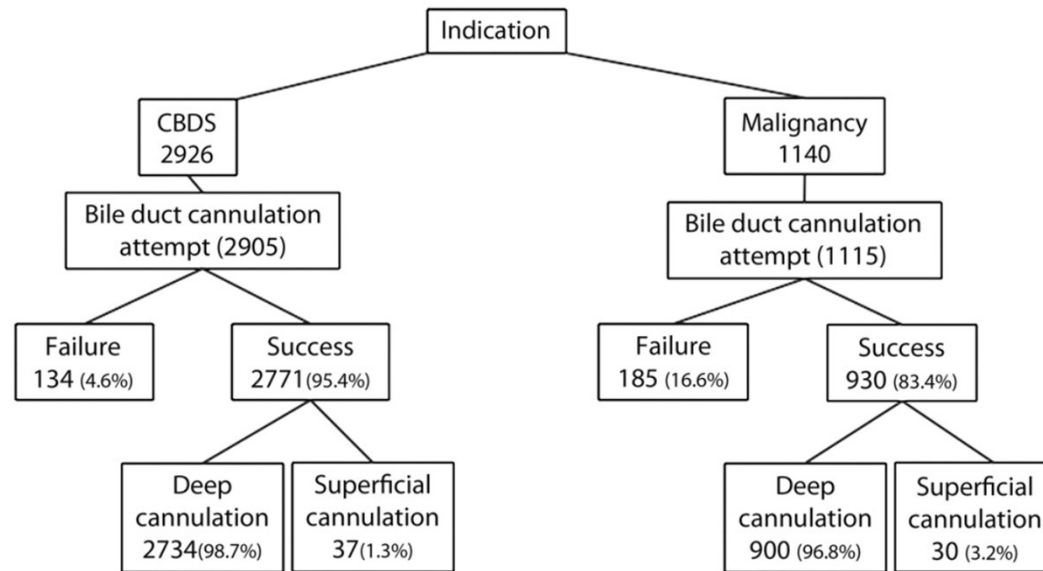 Indication
CBDS
2926
Malignancy
1140
Bile duct cannulation
attempt (2905)
Bile duct cannulation
attempt (1115)
Failure
134 (4.6%)
Success
2771(95.4%)
Failure
185 (16.6%)
Success
930 (83.4%)
Deep
cannulation
2734(98.7%)
Superficial
cannulation
37(1.3%)
Deep
cannulation
900 (96.8%)
Superficial
cannulation
30 (3.2%)